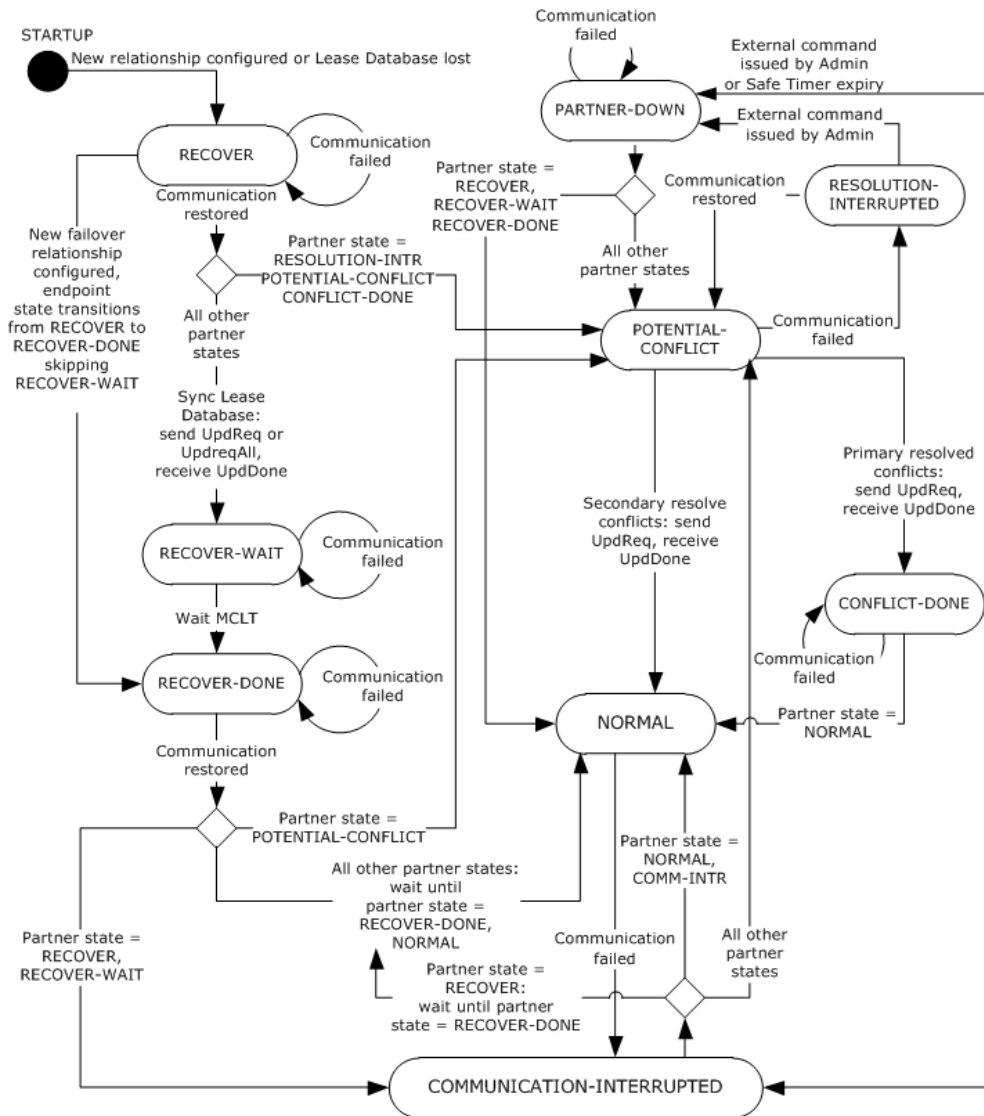 STARTUP
New relationship configured or Lease Database lost
Communication
failed
External command
issued by Admin
or Safe Timer expiry
PARTNER-DOWN
External command
issued by Admin
RECOVER
Communication
failed
Communication
restored
Partner state =
RECOVER,
RECOVER-WAIT
RECOVER-DONE
Communication
restored
RESOLUTION-
INTERRUPTED
New failover
relationship
configured,
endpoint
state transitions
from RECOVER to
RECOVER-DONE
skipping
RECOVER-WAIT
Partner state =
RESOLUTION-INTR
POTENTIAL-CONFLICT
CONFLICT-DONE
All other
partner states
All other
partner
states
POTENTIAL-
CONFLICT
Communication
failed
Sync Lease
Database:
send UpdReq or
UpdreqAll,
receive UpdDone
Primary resolved
conflicts:
send UpdReq,
receive UpdDone
Secondary resolve
conflicts: send
UpdReq, receive
UpdDone
RECOVER-WAIT
Communication
failed
CONFLICT-DONE
Wait MCLT
Communication
failed
RECOVER-DONE
Communication
failed
NORMAL
Partner state =
NORMAL
Communication
restored
Partner state =
POTENTIAL-CONFLICT
Partner state =
NORMAL,
COMM-INTR
All other partner states:
wait until
partner state =
RECOVER-DONE,
NORMAL
Partner state =
RECOVER,
RECOVER-WAIT
Communication
failed
All other
partner
states
Partner state =
RECOVER:
wait until partner
state = RECOVER-DONE
COMMUNICATION-INTERRUPTED